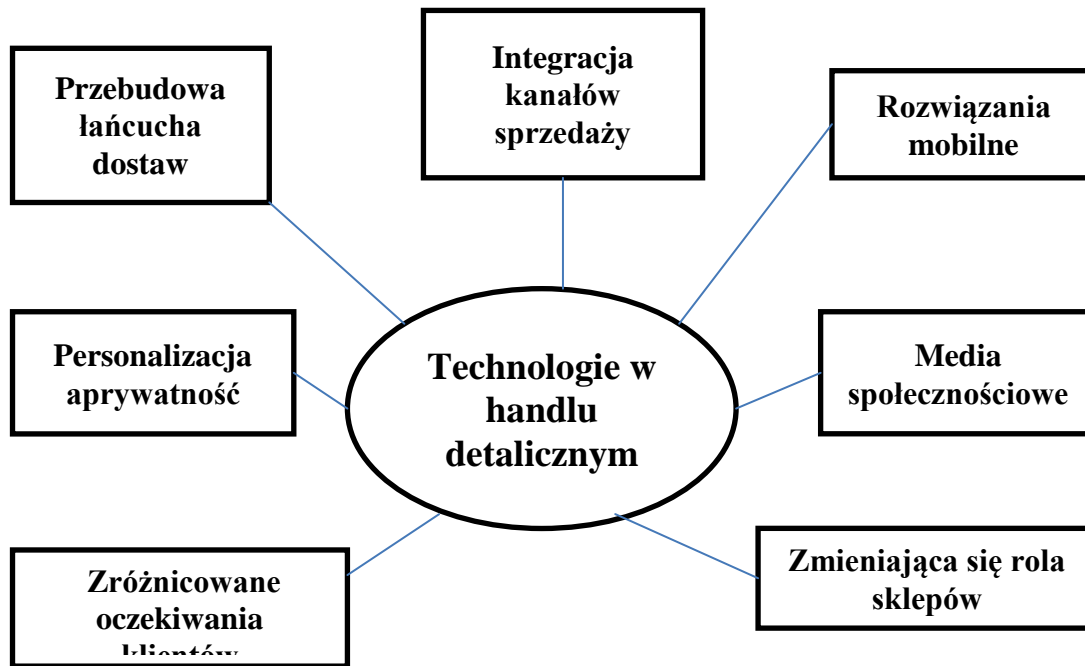 Przebudowa
łańcucha
dostaw
Integracja
kanałów
sprzedaży
Rozwiązania
mobilne
Personalizacja
aprywatność
Technologie w
handlu
detalicznym
Media
społecznościowe
Zróżnicowane
oczekiwania
klientów
Zmieniająca się rola
sklepów